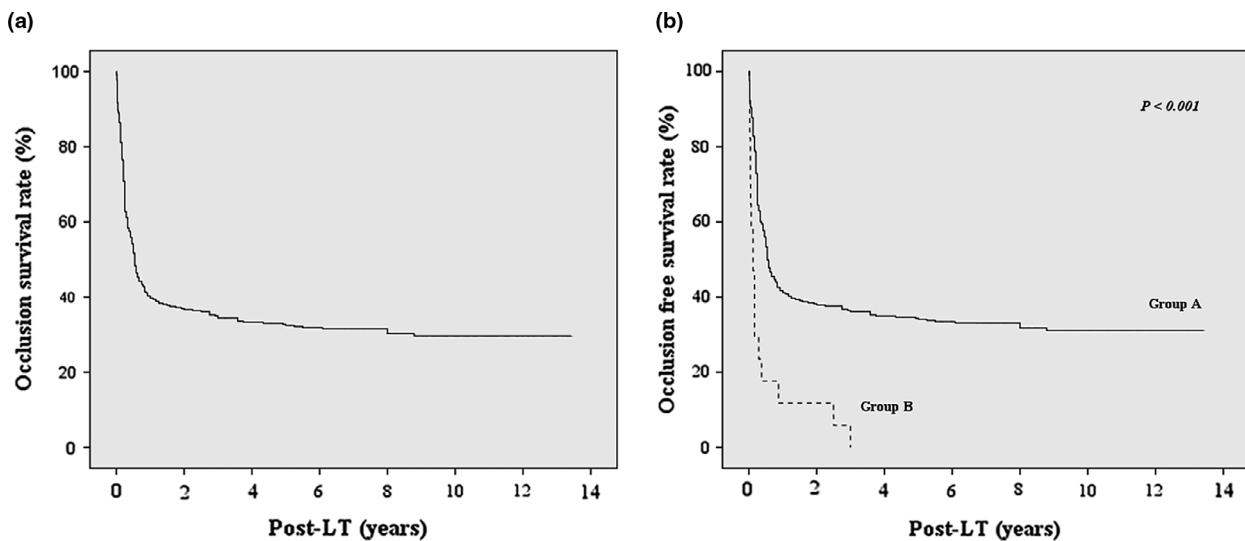 (a)
100
80
60
40
20
0
Occlusion survival rate (%)
0 2 4 6 8 10 12 14
Post-LT (years)
(b)
P < 0.001
100
80
60
40
20
0
Occlusion free survival rate (%)
Group A
Group B
0 2 4 6 8 10 12 14
Post-LT (years)